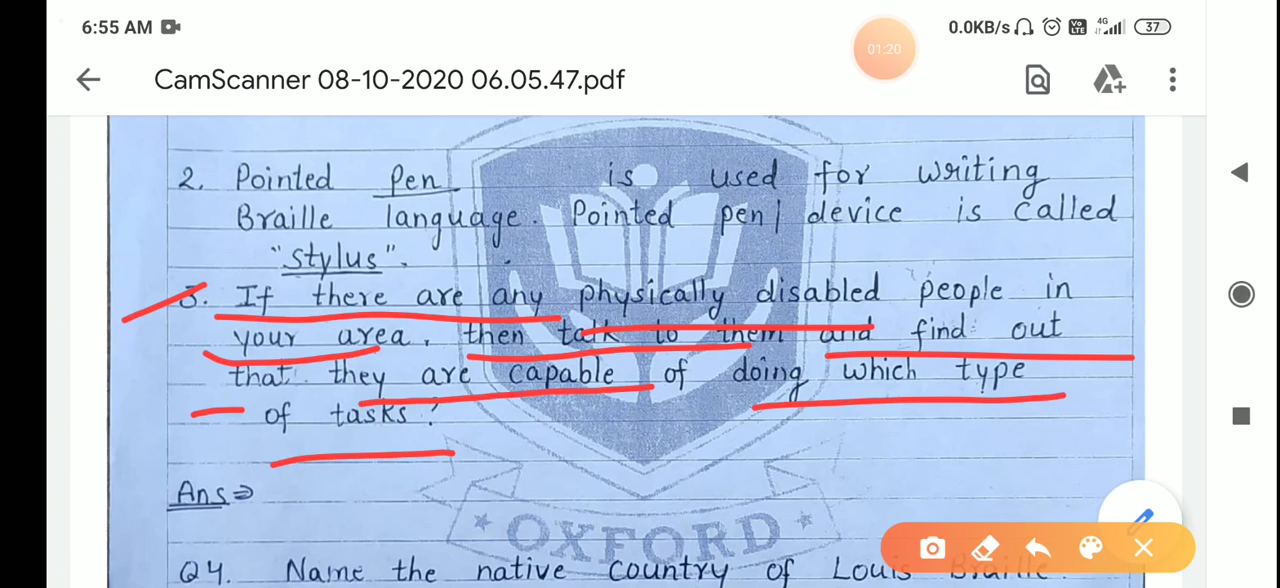 6:55 AM
0.0KB/s
Vo LTE
4G
37
01:20
CamScanner 08-10-2020 06.05.47.pdf
2. Pointed Pen is used for writing
Braille language. Pointed pen| device is called
"Stylus".
3. If there are any physically disabled people in
your area, then talk to them and find out
that they are capable of doing which type
of tasks?
Ans⇒
OXFORD
Q4. Name the native country of Louis Braille.